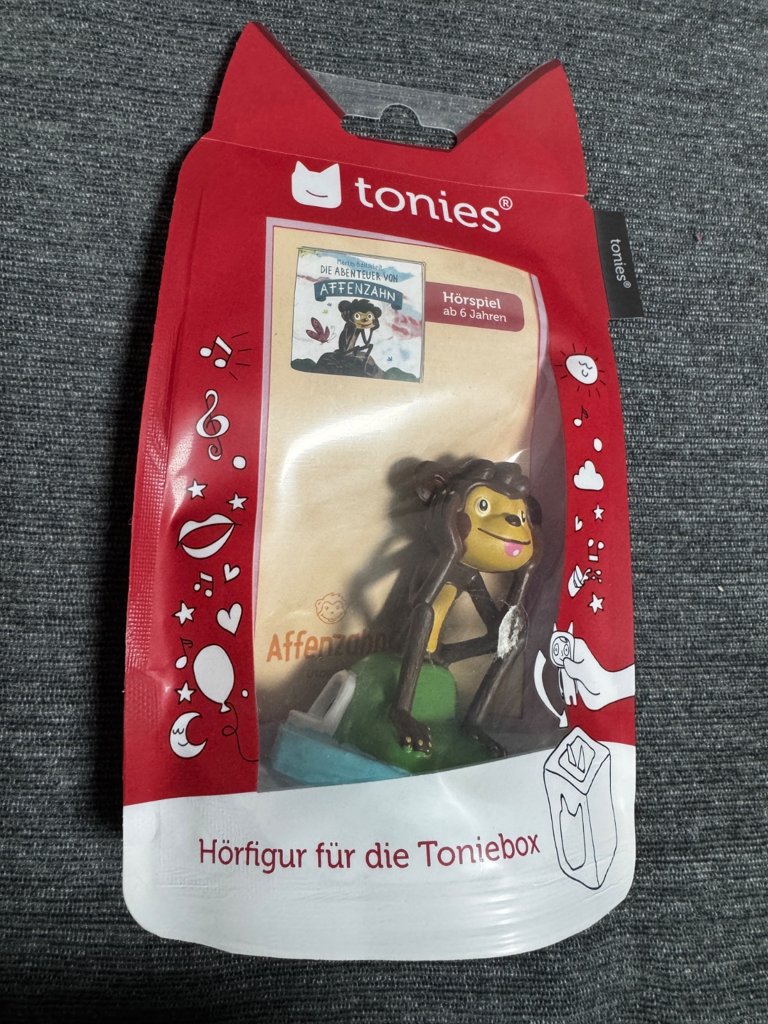 tonies®
tonies®
DIE ABENTEUER VON
AFFENZAHN
Hörspiel
ab 6 Jahren
Affenzahn
Hörfigur für die Toniebox